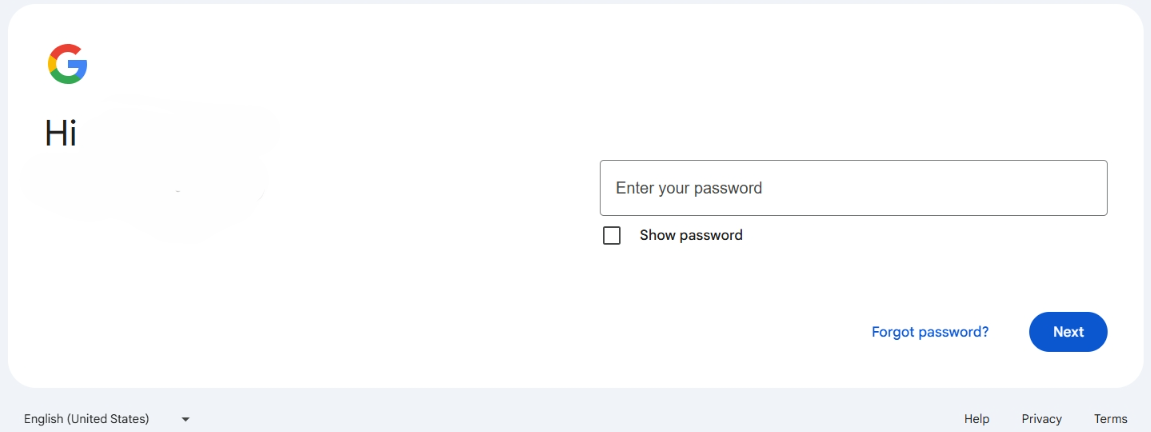 Hi
Enter your password
Show password
Forgot password?
Next
English (United States)
Help Privacy Terms